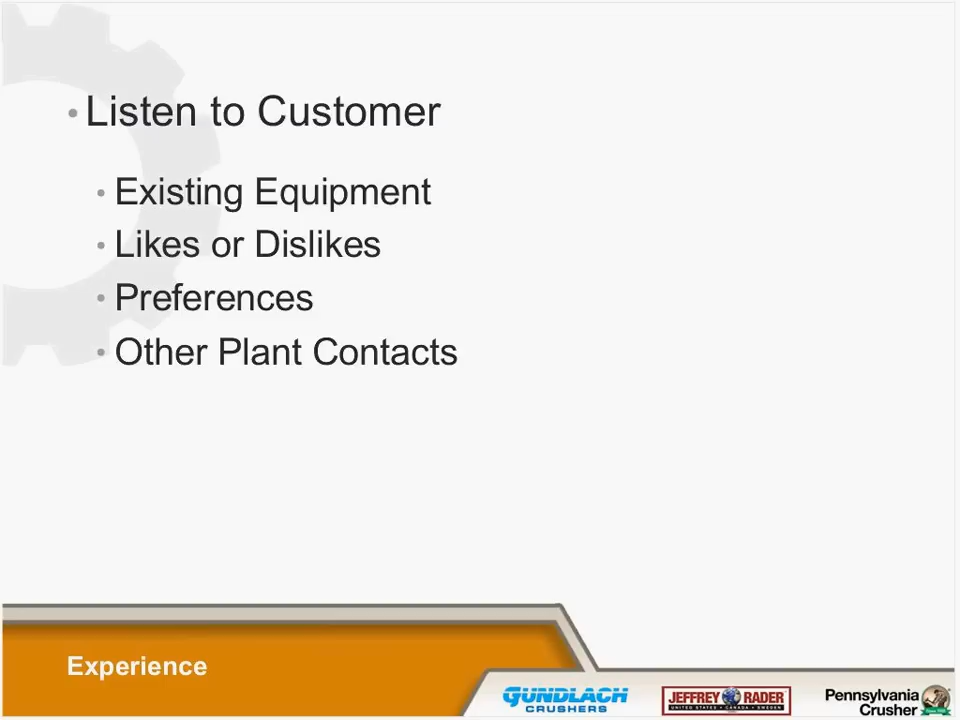 Listen to Customer
Existing Equipment
Likes or Dislikes
Preferences
Other Plant Contacts
Experience
GUNDLACH
CRUSHERS
JEFFREY RADER
UNITED STATES • CANADA • SWEDEN
Pennsylvania
Crusher